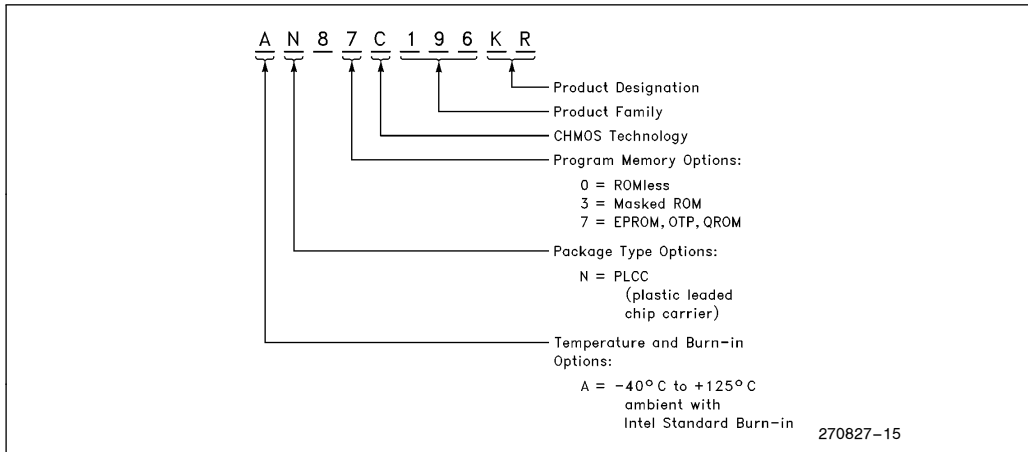 A N 8 7 C 1 9 6 K R
Product Designation
Product Family
CHMOS Technology
Program Memory Options:
0 = ROMless
3 = Masked ROM
7 = EPROM, OTP, QROM
Package Type Options:
N = PLCC
(plastic leaded
chip carrier)
Temperature and Burn-in
Options:
A = -40° C to +125° C
ambient with
Intel Standard Burn-in
270827-15